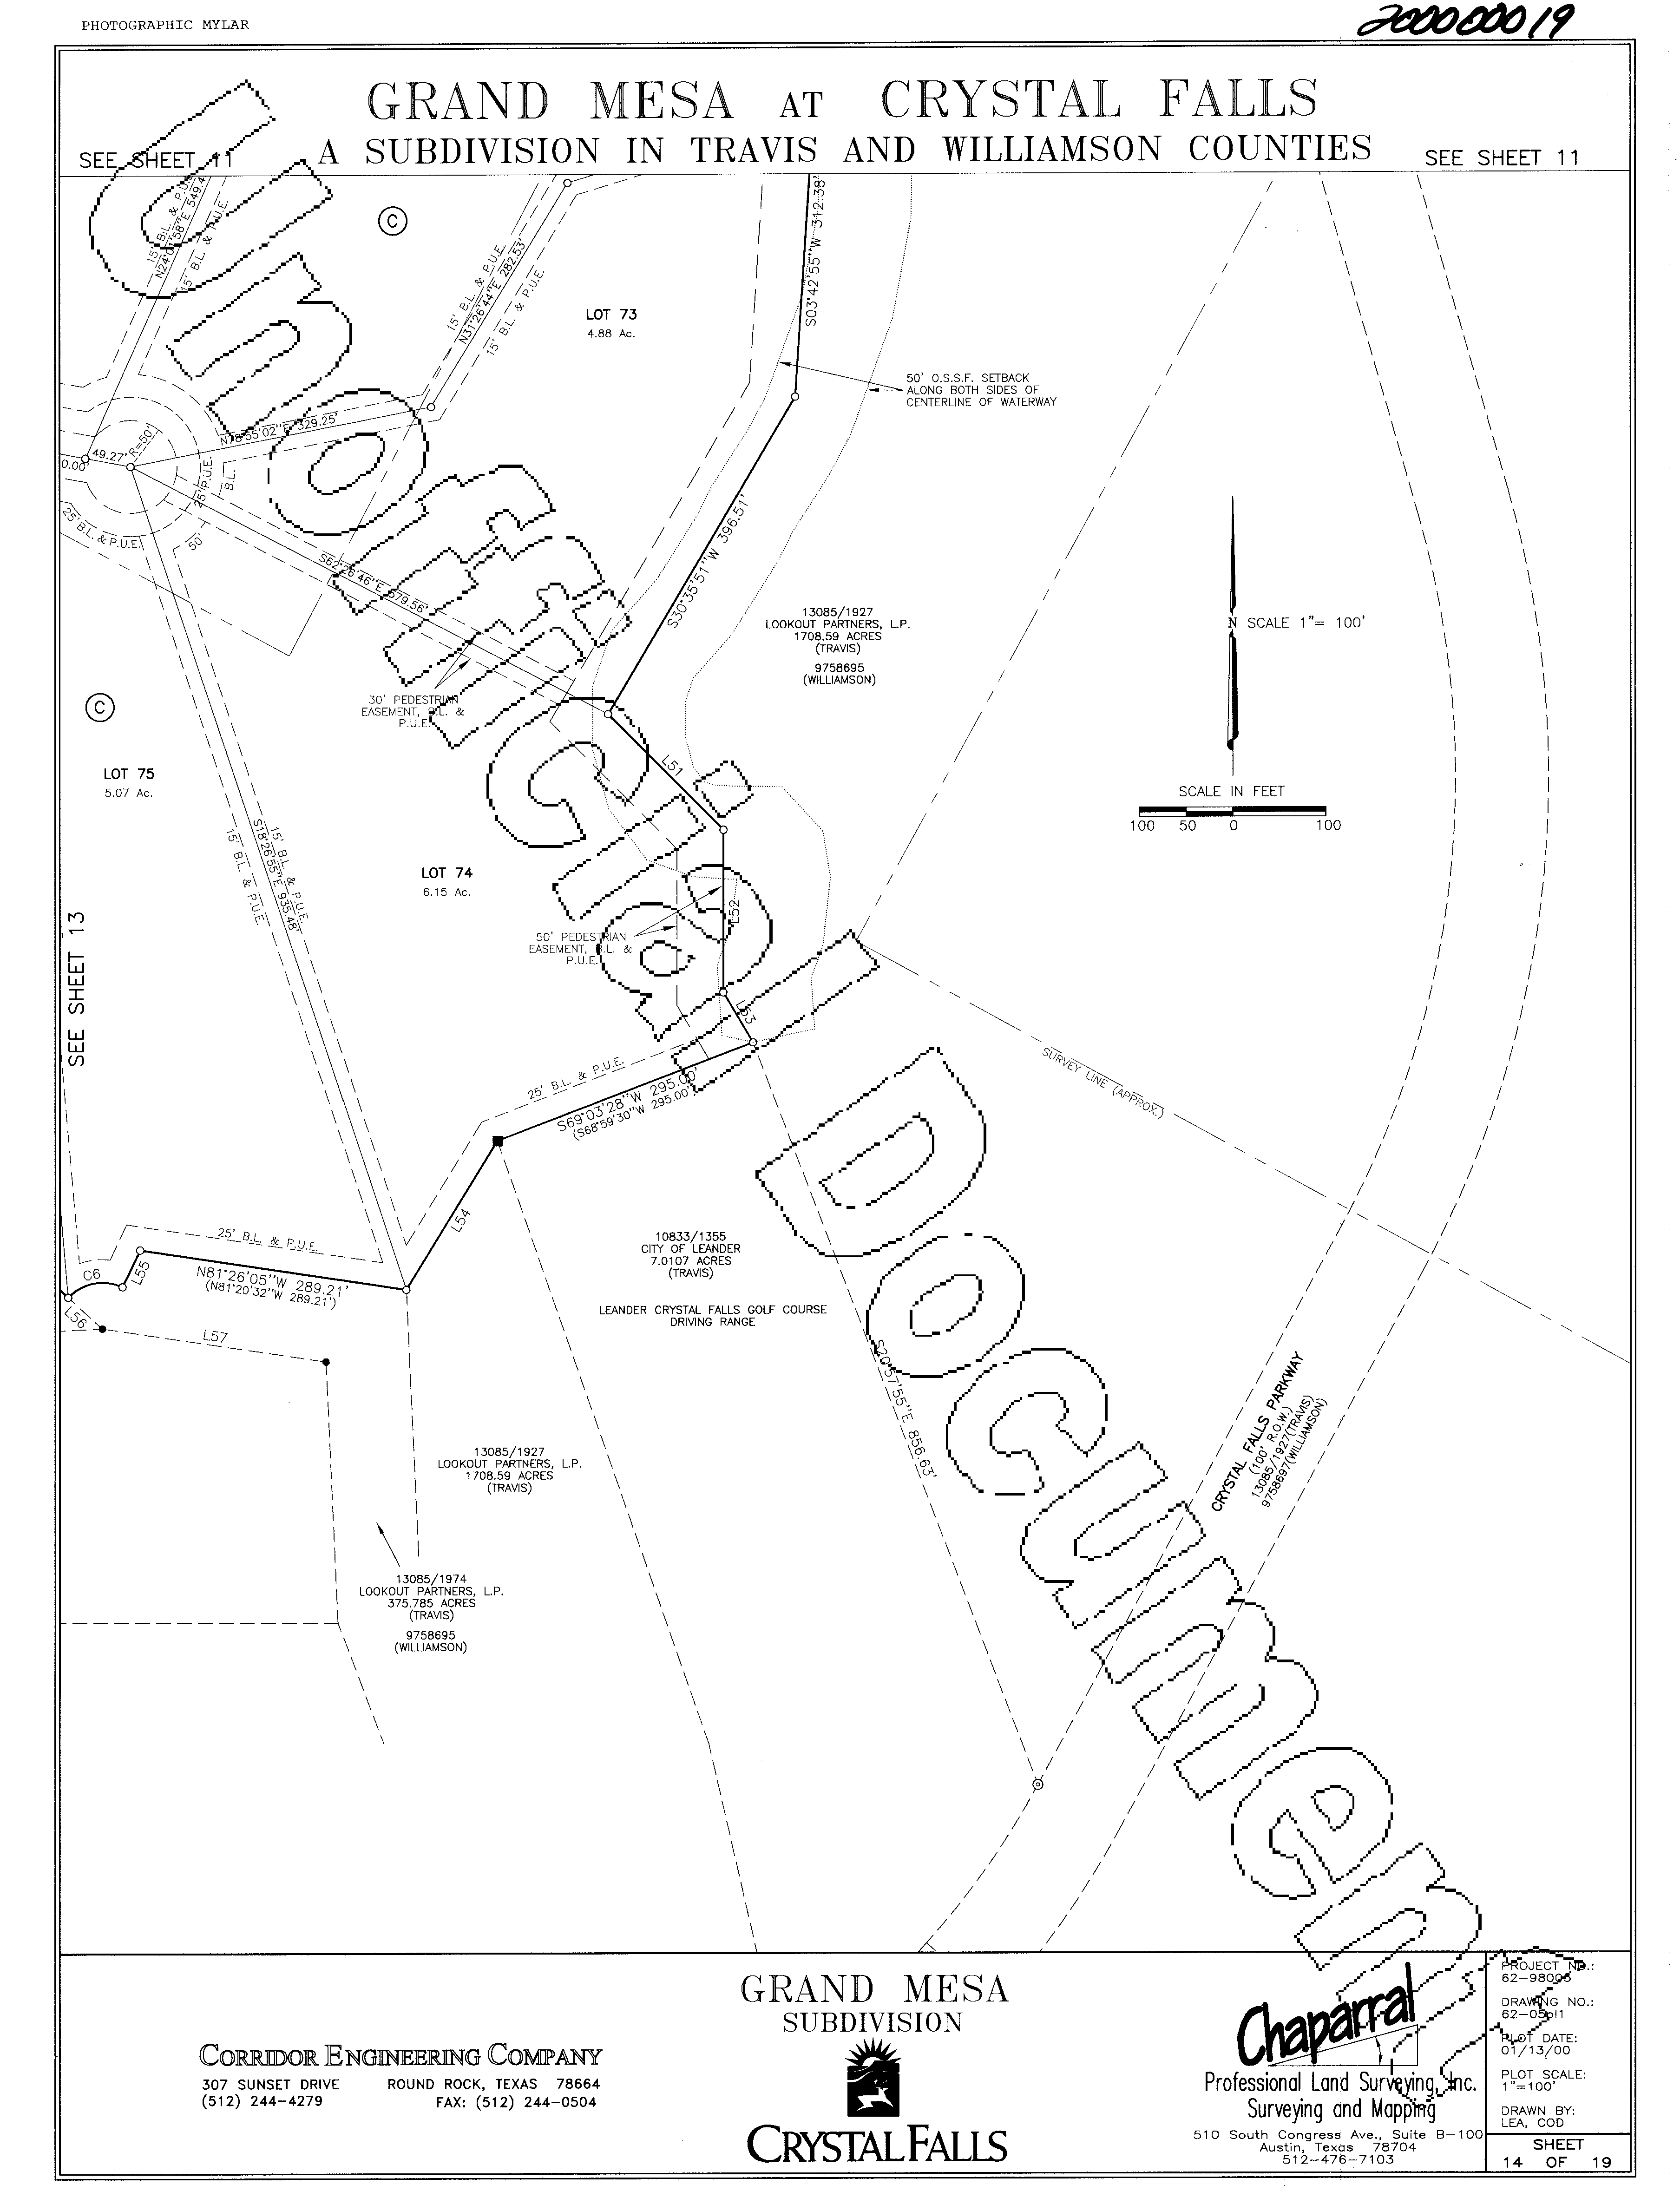 PHOTOGRAPHIC MYLAR
200000019
GRAND MESA AT CRYSTAL FALLS
A SUBDIVISION IN TRAVIS AND WILLIAMSON COUNTIES
SEE SHEET 11
SEE SHEET 11
Unofficial Document
C
15' B.L. & P.U.E.
15' B.L. & P.U.E.
15' B.L. & P.U.E.
N31°26'44"E 282.53'
15' B.L. & P.U.E.
LOT 73
4.88 Ac.
S03°42'55"W 312.38'
50' O.S.S.F. SETBACK
ALONG BOTH SIDES OF
CENTERLINE OF WATERWAY
329.25'
49.27'
R=50'
0.00'
25' P.U.E.
B.L.
25' B.L. & P.U.E.
50'
S62°26'46"E 579.56'
S30°35'51"W 396.51'
13085/1927
LOOKOUT PARTNERS, L.P.
1708.59 ACRES
(TRAVIS)
9758695
(WILLIAMSON)
N SCALE 1"= 100'
SCALE IN FEET
100 50 0 100
30' PEDESTRIAN
EASEMENT, B.L. &
P.U.E.
C
LOT 75
5.07 Ac.
L51
15' B.L. & P.U.E.
S18°26'55"E 935.48'
15' B.L. & P.U.E.
LOT 74
6.15 Ac.
L52
50' PEDESTRIAN
EASEMENT, B.L. &
P.U.E.
SEE SHEET 13
L53
SURVEY LINE (APPROX.)
25' B.L. & P.U.E.
S69°03'28"W 295.00'
(S68°59'30"W 295.00')
L54
25' B.L. & P.U.E.
N81°26'05"W 289.21'
(N81°20'32"W 289.21')
C6
L55
L56
L57
10833/1355
CITY OF LEANDER
7.0107 ACRES
(TRAVIS)
LEANDER CRYSTAL FALLS GOLF COURSE
DRIVING RANGE
S20°57'55"E 856.63'
CRYSTAL FALLS PARKWAY
(100' R.O.W.)
13085/1927(TRAVIS)
9758697(WILLIAMSON)
13085/1927
LOOKOUT PARTNERS, L.P.
1708.59 ACRES
(TRAVIS)
13085/1974
LOOKOUT PARTNERS, L.P.
375.785 ACRES
(TRAVIS)
9758695
(WILLIAMSON)
GRAND MESA
SUBDIVISION
CRYSTAL FALLS
CORRIDOR ENGINEERING COMPANY
307 SUNSET DRIVE ROUND ROCK, TEXAS 78664
(512) 244-4279 FAX: (512) 244-0504
Chaparral
Professional Land Surveying, Inc.
Surveying and Mapping
510 South Congress Ave., Suite B-100
Austin, Texas 78704
512-476-7103
PROJECT NO.:
DRAWING NO.:
PLOT DATE:
01/13/00
PLOT SCALE:
1"=100'
DRAWN BY:
LEA, COD
SHEET
14 OF 19